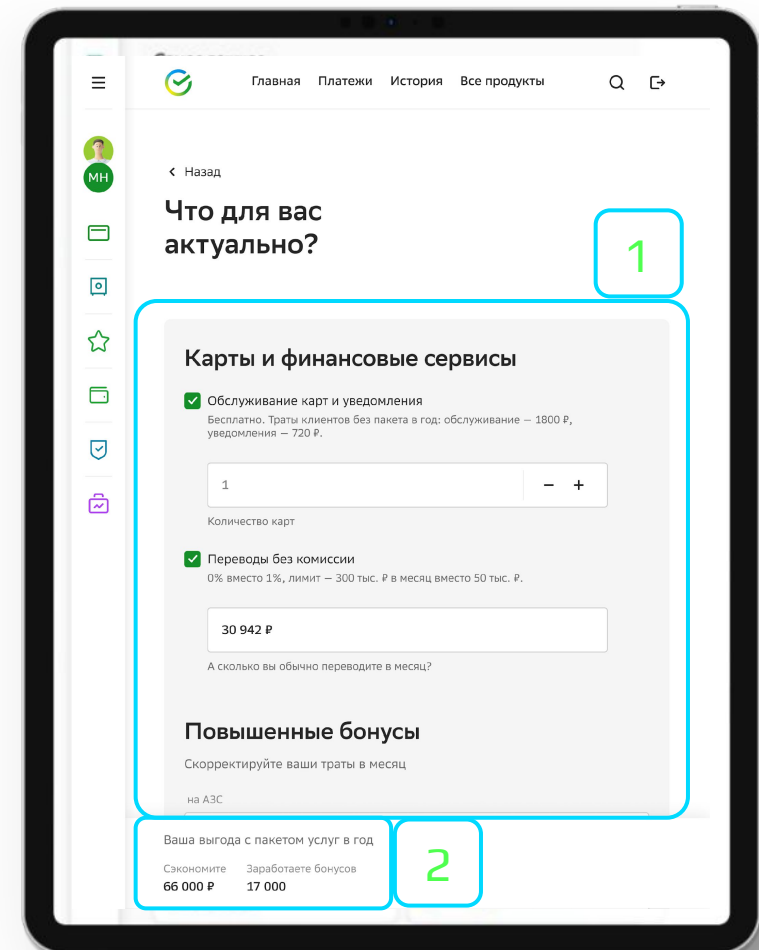 Главная Платежи История Все продукты
МН
Назад
Что для вас
актуально?
1
Карты и финансовые сервисы
Обслуживание карт и уведомления
Бесплатно. Траты клиентов без пакета в год: обслуживание — 1800 ₽,
уведомления — 720 ₽.
1
Количество карт
Переводы без комиссии
0% вместо 1%, лимит — 300 тыс. ₽ в месяц вместо 50 тыс. ₽.
30 942 ₽
А сколько вы обычно переводите в месяц?
Повышенные бонусы
Скорректируйте ваши траты в месяц
на АЗС
Ваша выгода с пакетом услуг в год
Сэкономите Заработаете бонусов
66 000 ₽ 17 000
2